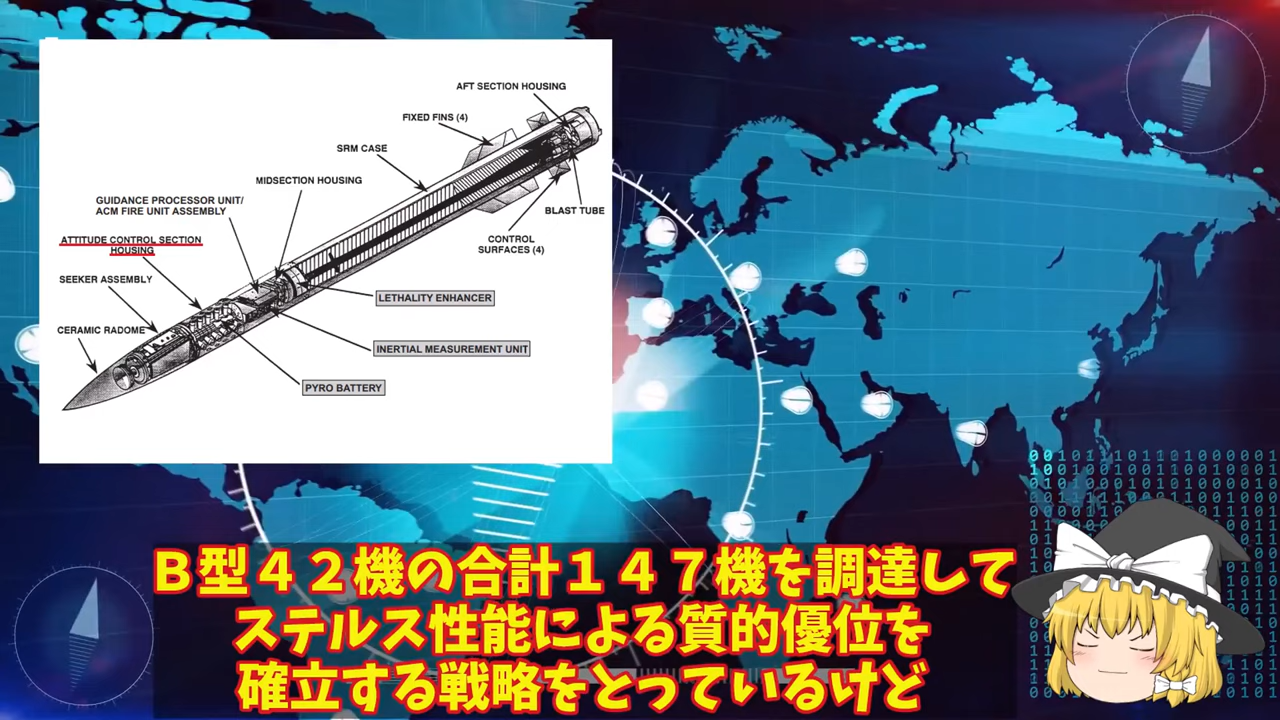 AFT SECTION HOUSING
FIXED FINS (4)
SRM CASE
MIDSECTION HOUSING
GUIDANCE PROCESSOR UNIT/
ACM FIRE UNIT ASSEMBLY
BLAST TUBE
ATTITUDE CONTROL SECTION
HOUSING
CONTROL
SURFACES (4)
SEEKER ASSEMBLY
LETHALITY ENHANCER
CERAMIC RADOME
INERTIAL MEASUREMENT UNIT
PYRO BATTERY
B型42機の合計147機を調達して
ステルス性能による質的優位を
確立する戦略をとっているけど